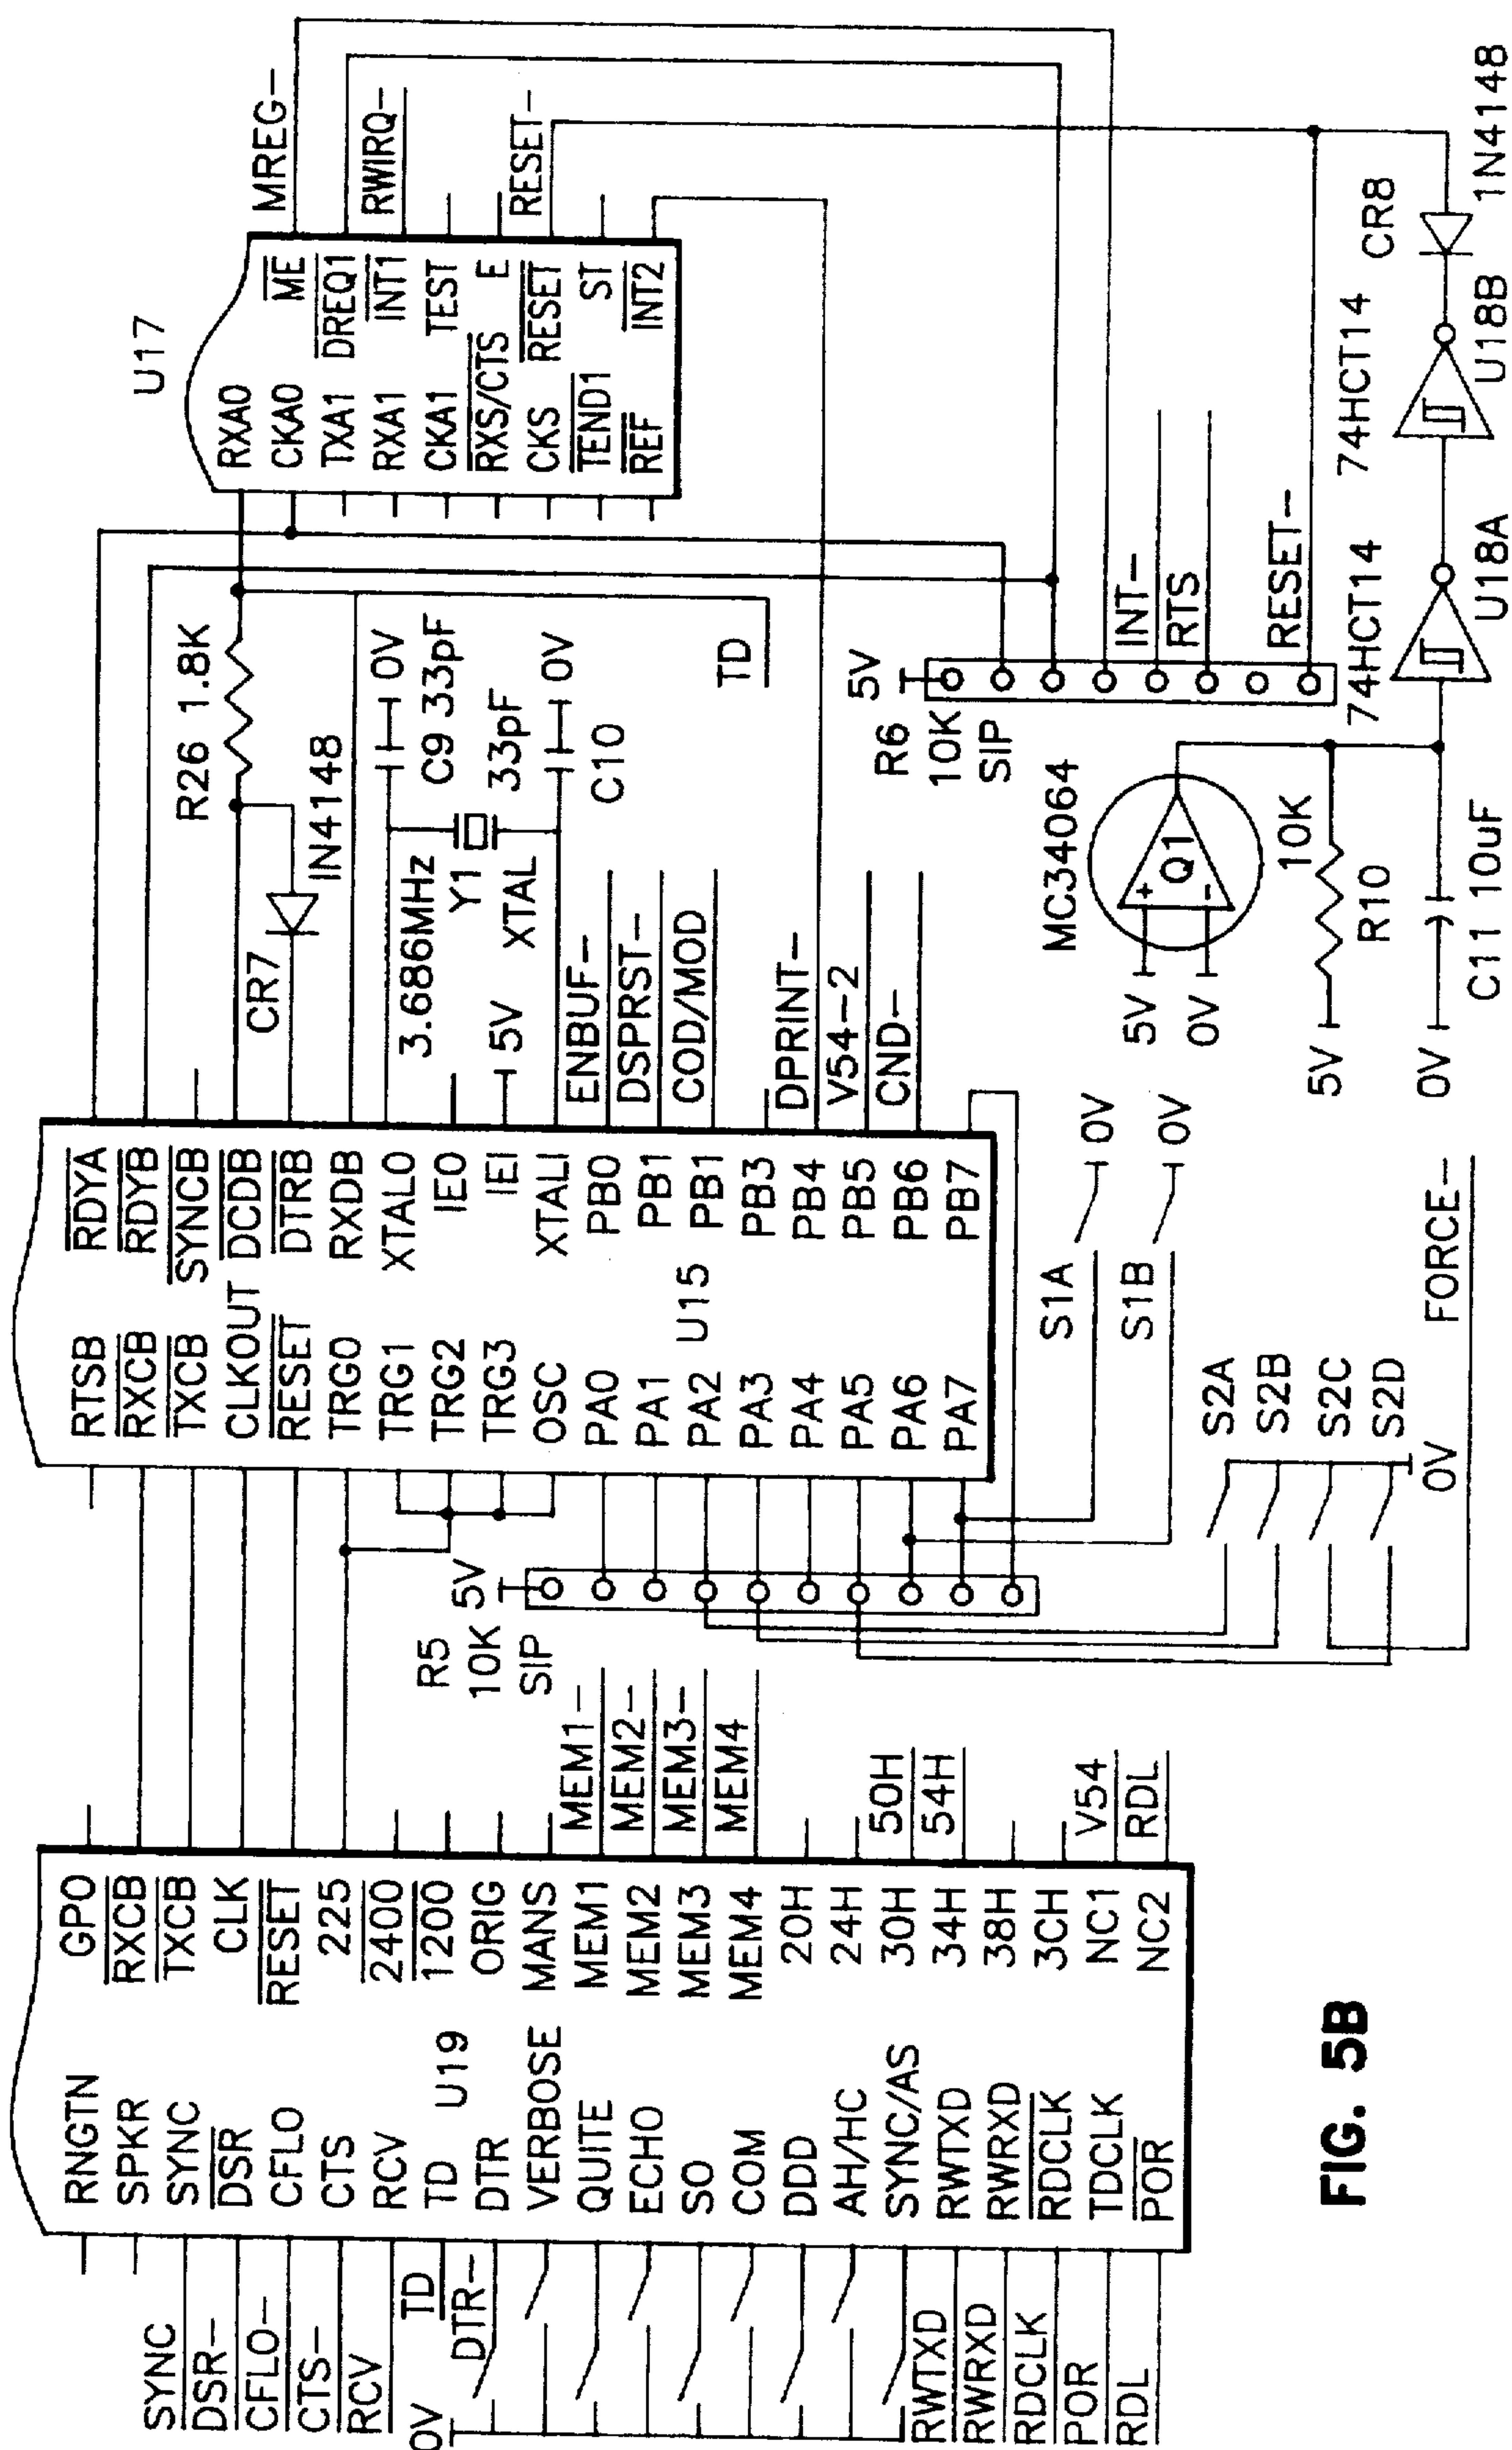 U17
MREG-
RWIRQ-
RESET-
RXA0 ME
CKA0 DREQ1
TXA1 INT1
RXA1 TEST
CKA1 E
RXS/CTS RESET
CKS ST
TEND1 INT2
REF
R26 1.8K
CR7
IN4148
0V
C9 33pF
3.686MHz
Y1
XTAL
33pF
C10
0V
5V
ENBUF-
DSPRST-
COD/MOD
DPRINT-
V54-2
CND-
TD
R6
10K
SIP
5V
INT-
RTS
RESET-
MC34064
Q1
+
-
5V
0V
10K
R10
5V
0V
C11 10uF
74HCT14
U18A
74HCT14
U18B
CR8
1N4148
RTSB RDYA
RXCB RDYB
TXCB SYNCB
CLKOUT DCDB
RESET DTRB
TRG0 RXDB
TRG1 XTALO
TRG2 IEO
TRG3 IEI
OSC XTALI
PA0 PB0
PA1 PB1
PA2 PB1
PA3 PB3
PA4 PB4
PA5 PB5
PA6 PB6
PA7 PB7
U15
S1A
0V
S1B
0V
R5
10K
SIP
5V
S2A
S2B
S2C
S2D
0V
FORCE-
MEM1-
MEM2-
MEM3-
MEM4
50H
54H
V54
RDL
RNGTN GPO
SPKR RXCB
SYNC TXCB
DSR CLK
CFLO RESET
CTS 225
RCV 2400
TD 1200
DTR ORIG
VERBOSE MANS
QUITE MEM1
ECHO MEM2
SO MEM3
COM MEM4
DDD 20H
AH/HC 24H
SYNC/AS 30H
RWTXD 34H
RWRXD 38H
RDCLK 3CH
TDCLK NC1
POR NC2
U19
SYNC
DSR-
CFLO-
CTS-
RCV
TD
DTR-
0V
RWTXD
RWRXD
RDCLK
POR
RDL
FIG. 5B